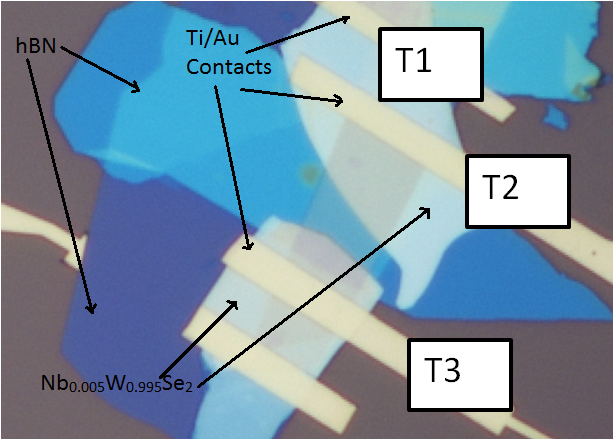 hBN
Ti/Au
Contacts
T1
T2
T3
Nb₀.₀₀₅W₀.₉₉₅Se₂